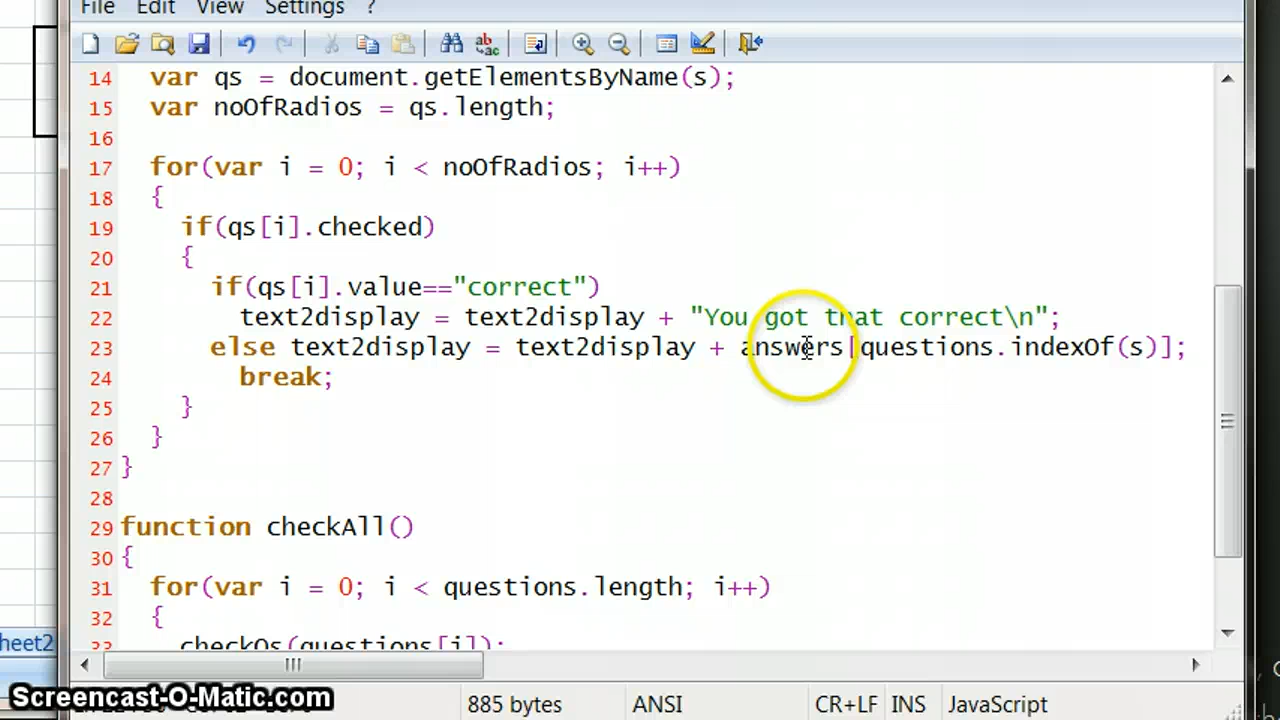 File Edit View Settings ?
14 var qs = document.getElementsByName(s);
15 var noOfRadios = qs.length;
16
17 for(var i = 0; i < noOfRadios; i++)
18 {
19 if(qs[i].checked)
20 {
21 if(qs[i].value=="correct")
22 text2display = text2display + "You got that correct\n";
23 else text2display = text2display + answers[questions.indexOf(s)];
24 break;
25 }
26 }
27 }
28
29 function checkAll()
30 {
31 for(var i = 0; i < questions.length; i++)
32 {
33 checkQs(questions[i]);
heet2
Screencast-O-Matic.com
885 bytes ANSI CR+LF INS JavaScript